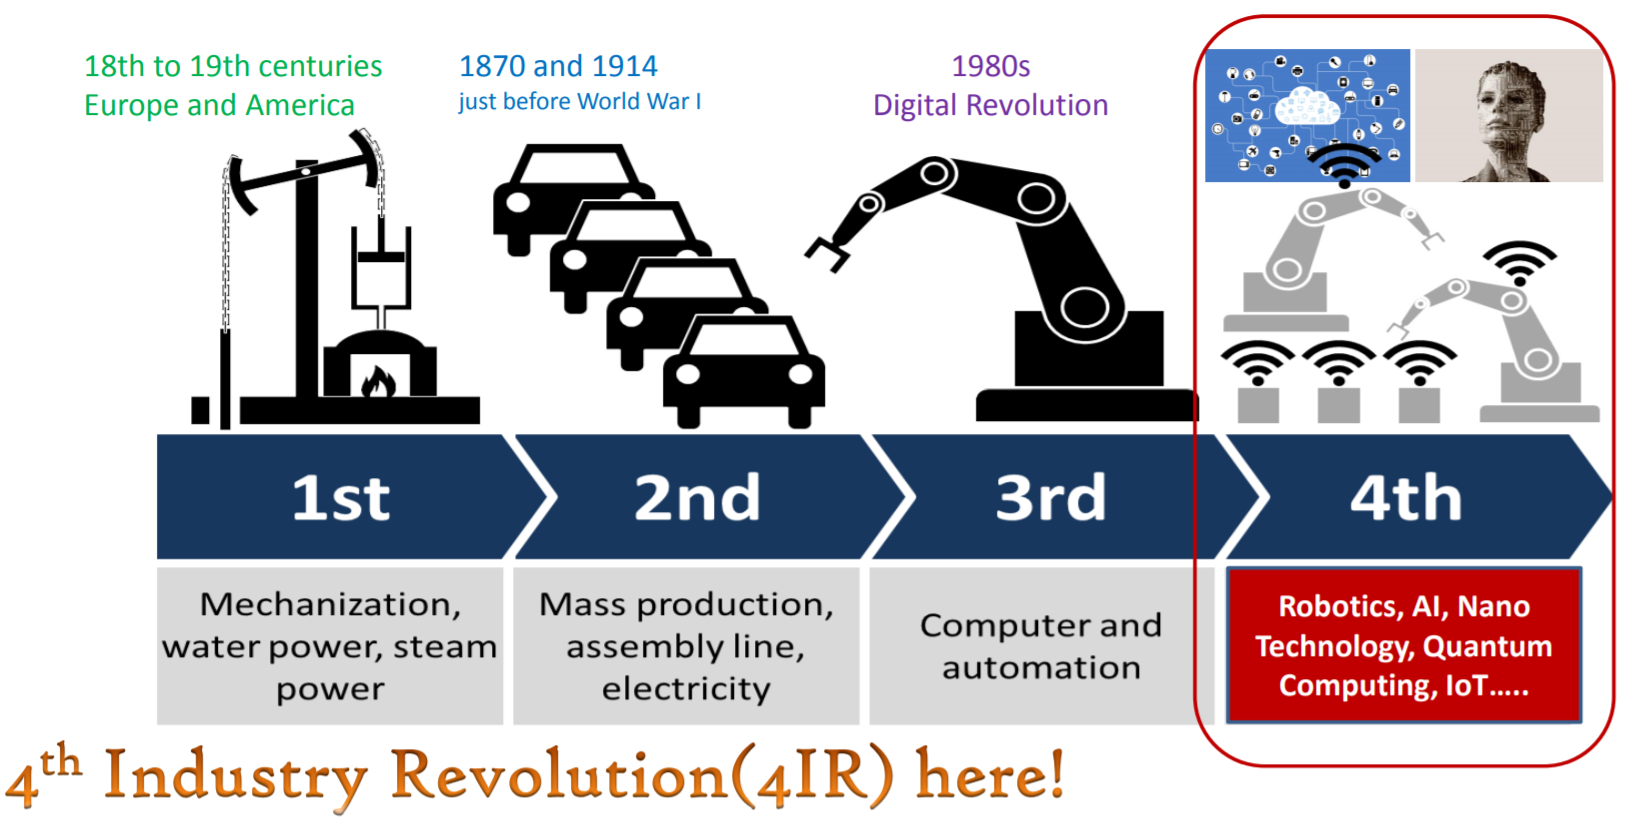 18th to 19th centuries
Europe and America
1870 and 1914
just before World War I
1980s
Digital Revolution
1st
2nd
3rd
4th
Mechanization,
water power, steam
power
Mass production,
assembly line,
electricity
Computer and
automation
Robotics, AI, Nano
Technology, Quantum
Computing, IoT.....
4th Industry Revolution(4IR) here!